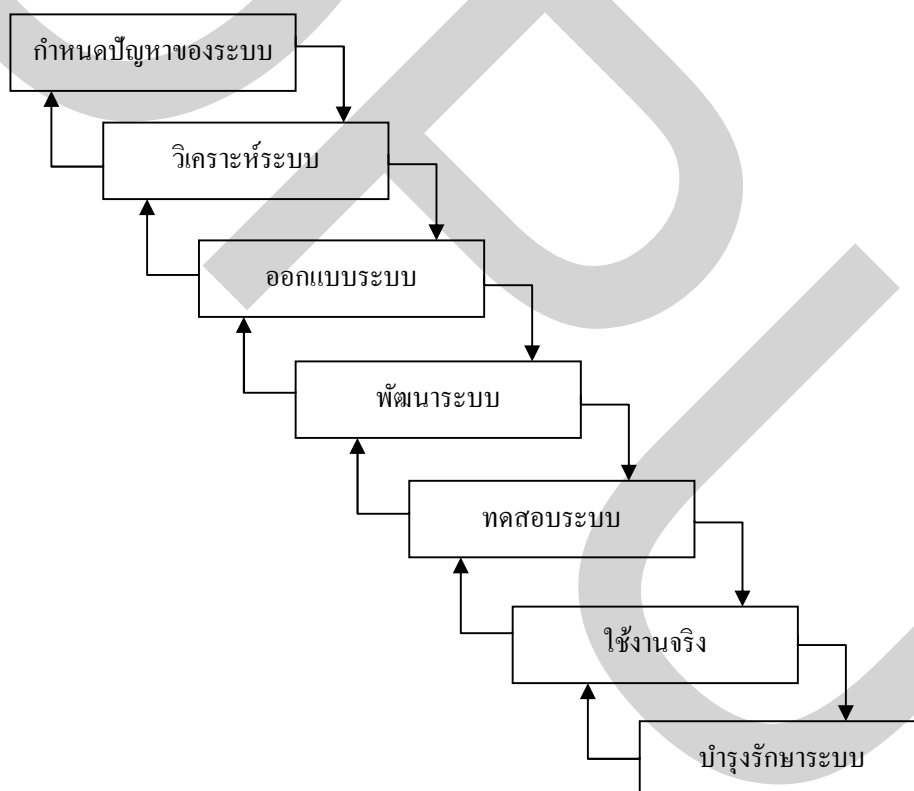 กำหนดปัญหาของระบบ
วิเคราะห์ระบบ
ออกแบบระบบ
พัฒนาระบบ
ทดสอบระบบ
ใช้งานจริง
บำรุงรักษาระบบ